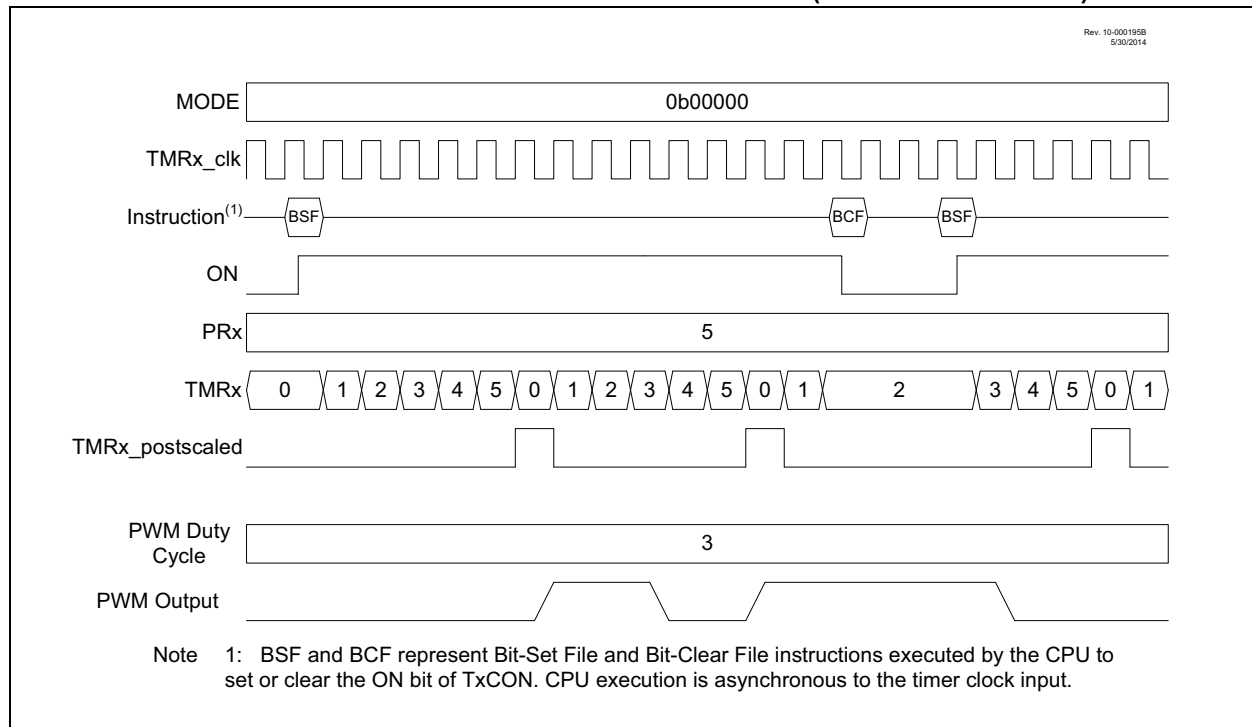 Rev. 10-000195B
5/30/2014
MODE 0b00000
TMRx_clk
Instruction(1) BSF BCF BSF
ON
PRx 5
TMRx 0 1 2 3 4 5 0 1 2 3 4 5 0 1 2 3 4 5 0 1
TMRx_postscaled
PWM Duty
Cycle 3
PWM Output
Note 1: BSF and BCF represent Bit-Set File and Bit-Clear File instructions executed by the CPU to
set or clear the ON bit of TxCON. CPU execution is asynchronous to the timer clock input.